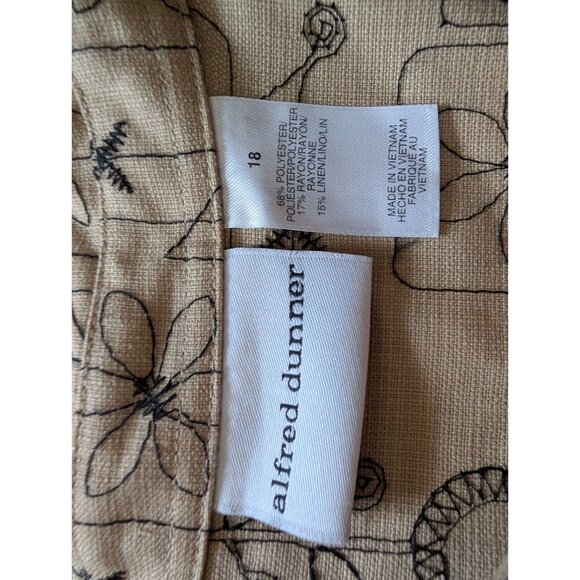 18
68% POLYESTER/
POLIÉSTER/POLYESTER
17% RAYON/RAYON/
RAYONNE
15% LINEN/LINO/LIN
MADE IN VIETNAM
HECHO EN VIETNAM
FABRIQUÉ AU
VIETNAM
alfred dunner